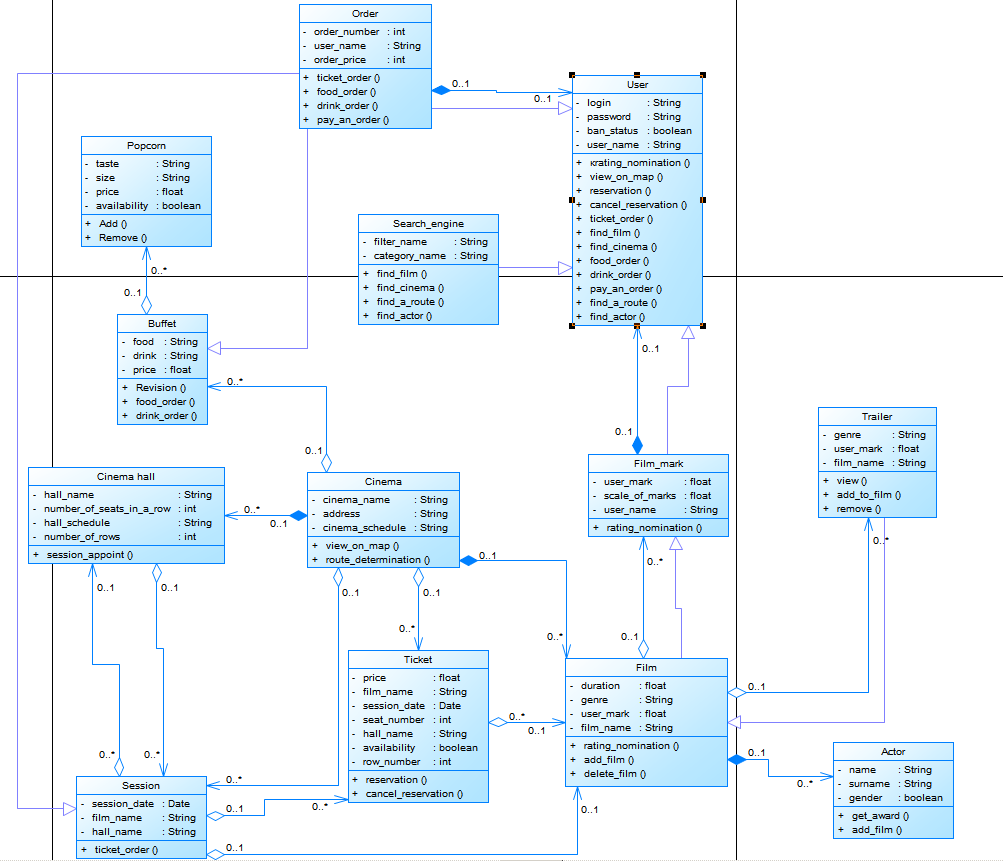 Order
- order_number : int
- user_name : String
- order_price : int
+ ticket_order ()
+ food_order ()
+ drink_order ()
+ pay_an_order ()
0..1
0..1
User
- login : String
- password : String
- ban_status : boolean
- user_name : String
+ кrating_nomination ()
+ view_on_map ()
+ reservation ()
+ cancel_reservation ()
+ ticket_order ()
+ find_film ()
+ find_cinema ()
+ food_order ()
+ drink_order ()
+ pay_an_order ()
+ find_a_route ()
+ find_actor ()
0..1
Popcorn
- taste : String
- size : String
- price : float
- availability : boolean
+ Add ()
+ Remove ()
0..*
0..1
Search_engine
- filter_name : String
- category_name : String
+ find_film ()
+ find_cinema ()
+ find_a_route ()
+ find_actor ()
Buffet
- food : String
- drink : String
- price : float
+ Revision ()
+ food_order ()
+ drink_order ()
0..*
0..1
Trailer
- genre : String
- user_mark : float
- film_name : String
+ view ()
+ add_to_film ()
+ remove ()
0..*
0..1
Film_mark
- user_mark : float
- scale_of_marks : float
- user_name : String
+ rating_nomination ()
0..*
0..1
Cinema hall
- hall_name : String
- number_of_seats_in_a_row : int
- hall_schedule : String
- number_of_rows : int
+ session_appoint ()
0..*
0..1
0..1
0..1
Cinema
- cinema_name : String
- address : String
- cinema_schedule : String
+ view_on_map ()
+ route_determination ()
0..1
0..*
0..1
0..1
0..*
Ticket
- price : float
- film_name : String
- session_date : Date
- seat_number : int
- hall_name : String
- availability : boolean
- row_number : int
+ reservation ()
+ cancel_reservation ()
0..*
0..1
Film
- duration : float
- genre : String
- user_mark : float
- film_name : String
+ rating_nomination ()
+ add_film ()
+ delete_film ()
0..1
0..1
0..*
0..1
Actor
- name : String
- surname : String
- gender : boolean
+ get_award ()
+ add_film ()
0..*
0..*
Session
- session_date : Date
- film_name : String
- hall_name : String
+ ticket_order ()
0..*
0..1
0..*
0..1